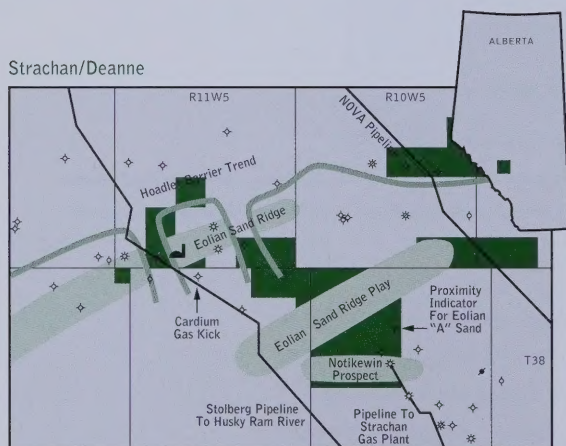 ALBERTA
Strachan/Deanne
R11W5
R10W5
NOVA Pipeline
Hoadley Barrier Trend
Eolian Sand Ridge
Proximity
Indicator
For Eolian
"A" Sand
Cardium
Gas Kick
Eolian Sand Ridge Play
T38
Notikewin
Prospect
Stolberg Pipeline
To Husky Ram River
Pipeline To
Strachan
Gas Plant